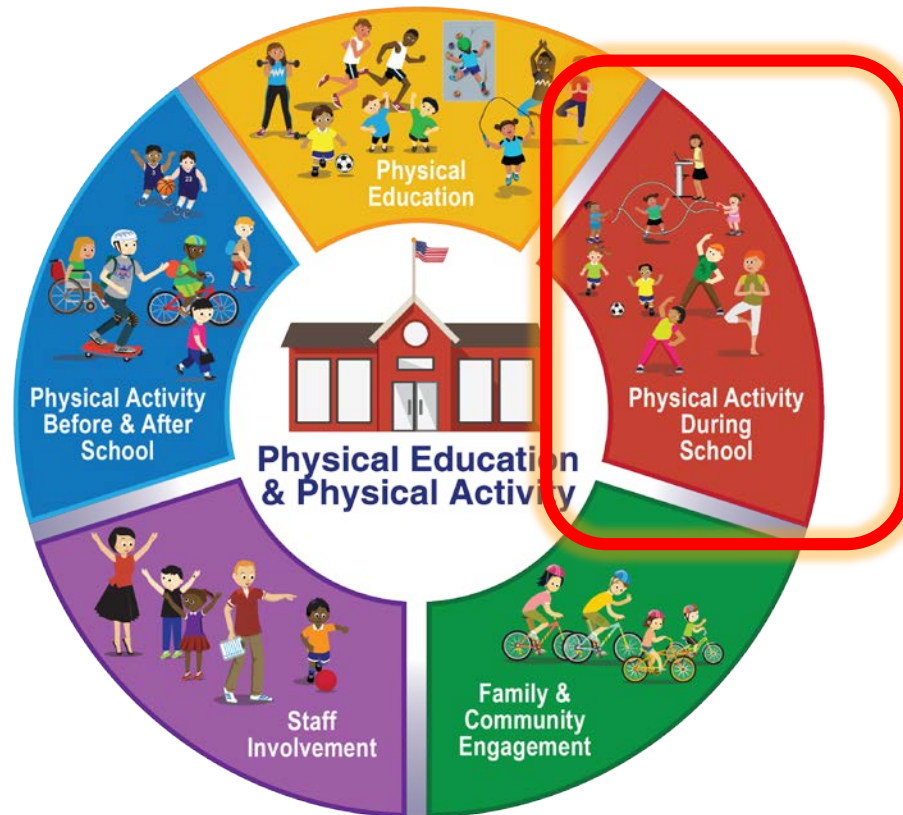 Physical
Education
Physical Activity
Before & After
School
Physical Activity
During
School
Physical Education
& Physical Activity
Staff
Involvement
Family &
Community
Engagement